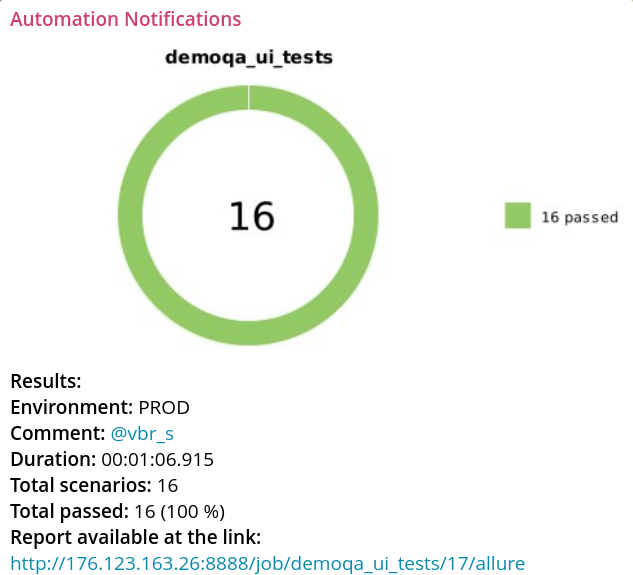 Automation Notifications
demoqa_ui_tests
16
16 passed
Results:
Environment: PROD
Comment: @vbr_s
Duration: 00:01:06.915
Total scenarios: 16
Total passed: 16 (100 %)
Report available at the link:
http://176.123.163.26:8888/job/demoqa_ui_tests/17/allure